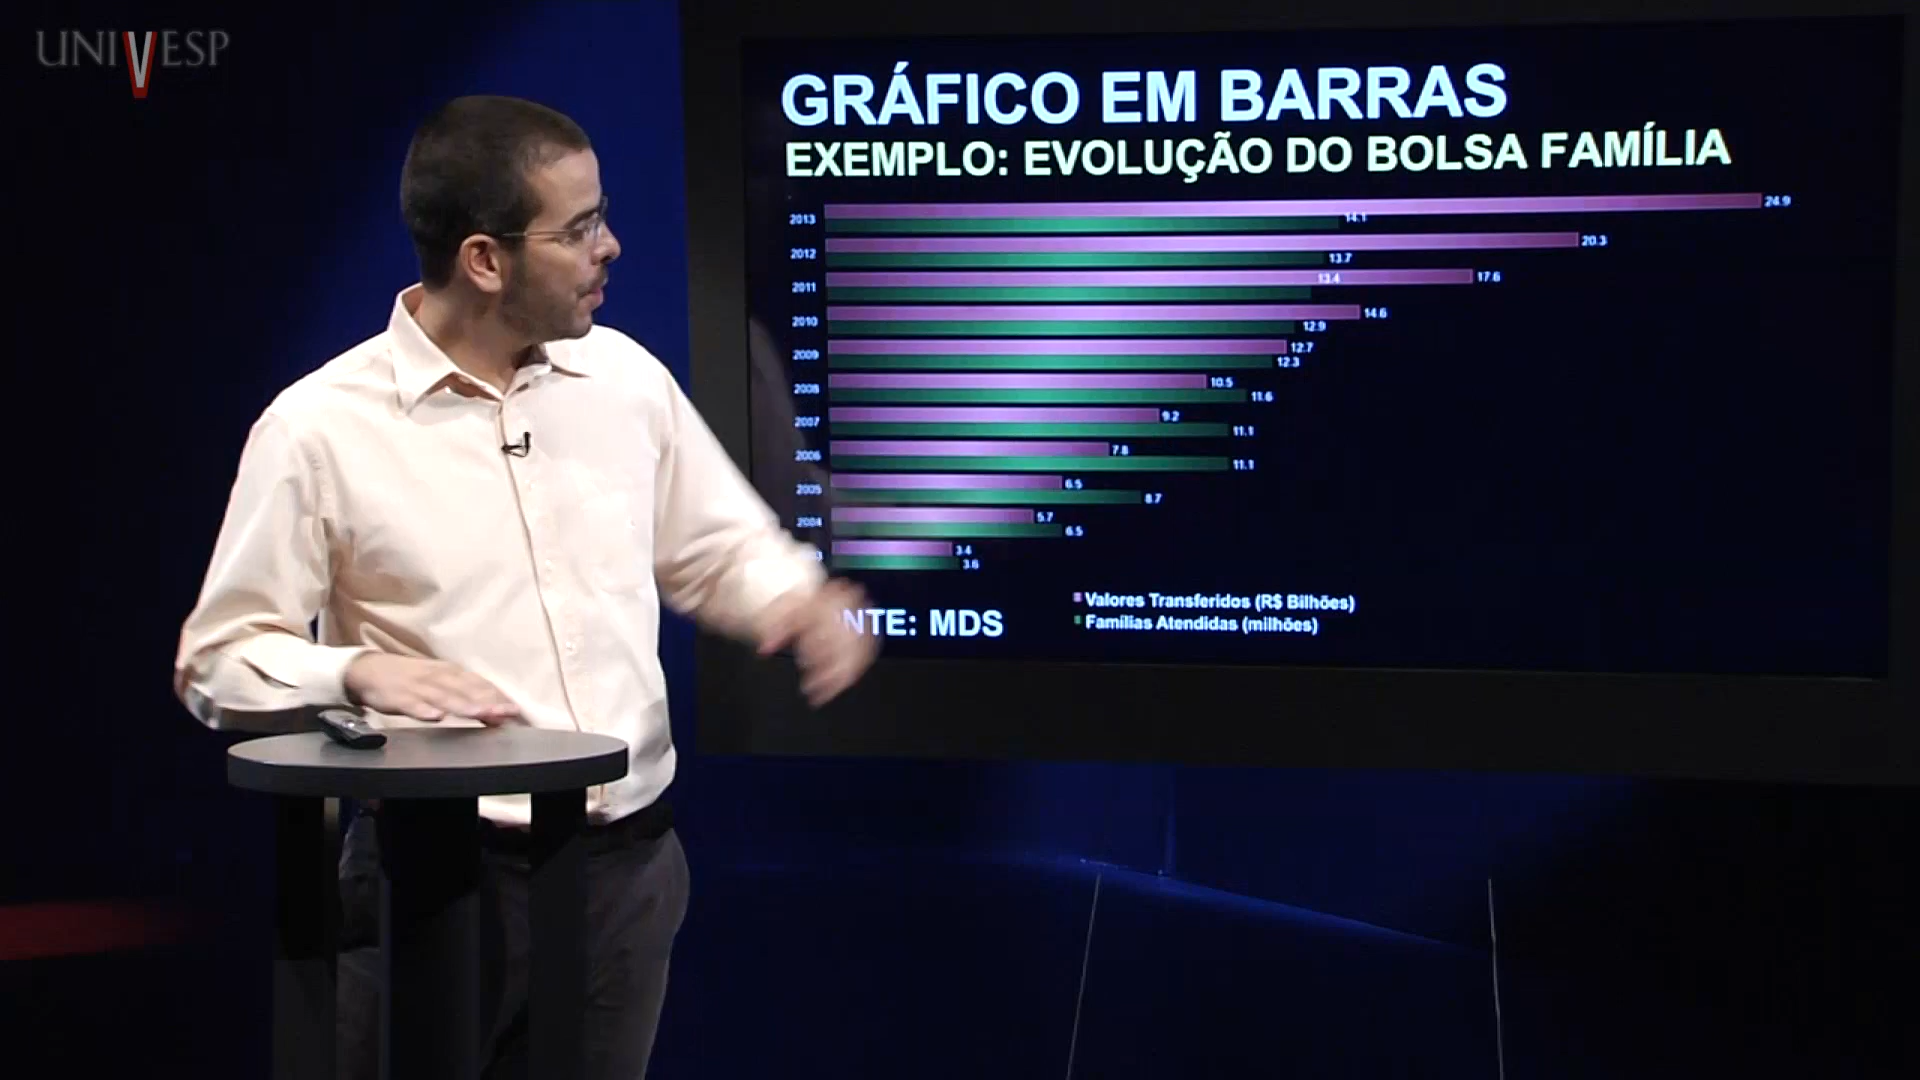 UNIVESP
GRÁFICO EM BARRAS
EXEMPLO: EVOLUÇÃO DO BOLSA FAMÍLIA
2013 24.9
14.1
2012 20.3
13.7
2011 13.4 17.6
2010 14.6
12.9
2009 12.7
12.3
2008 10.5
11.6
2007 9.2
11.1
2006 7.8
11.1
2005 6.5
8.7
2004 5.7
6.5
3 3.4
3.6
NTE: MDS
Valores Transferidos (R$ Bilhões)
Famílias Atendidas (milhões)